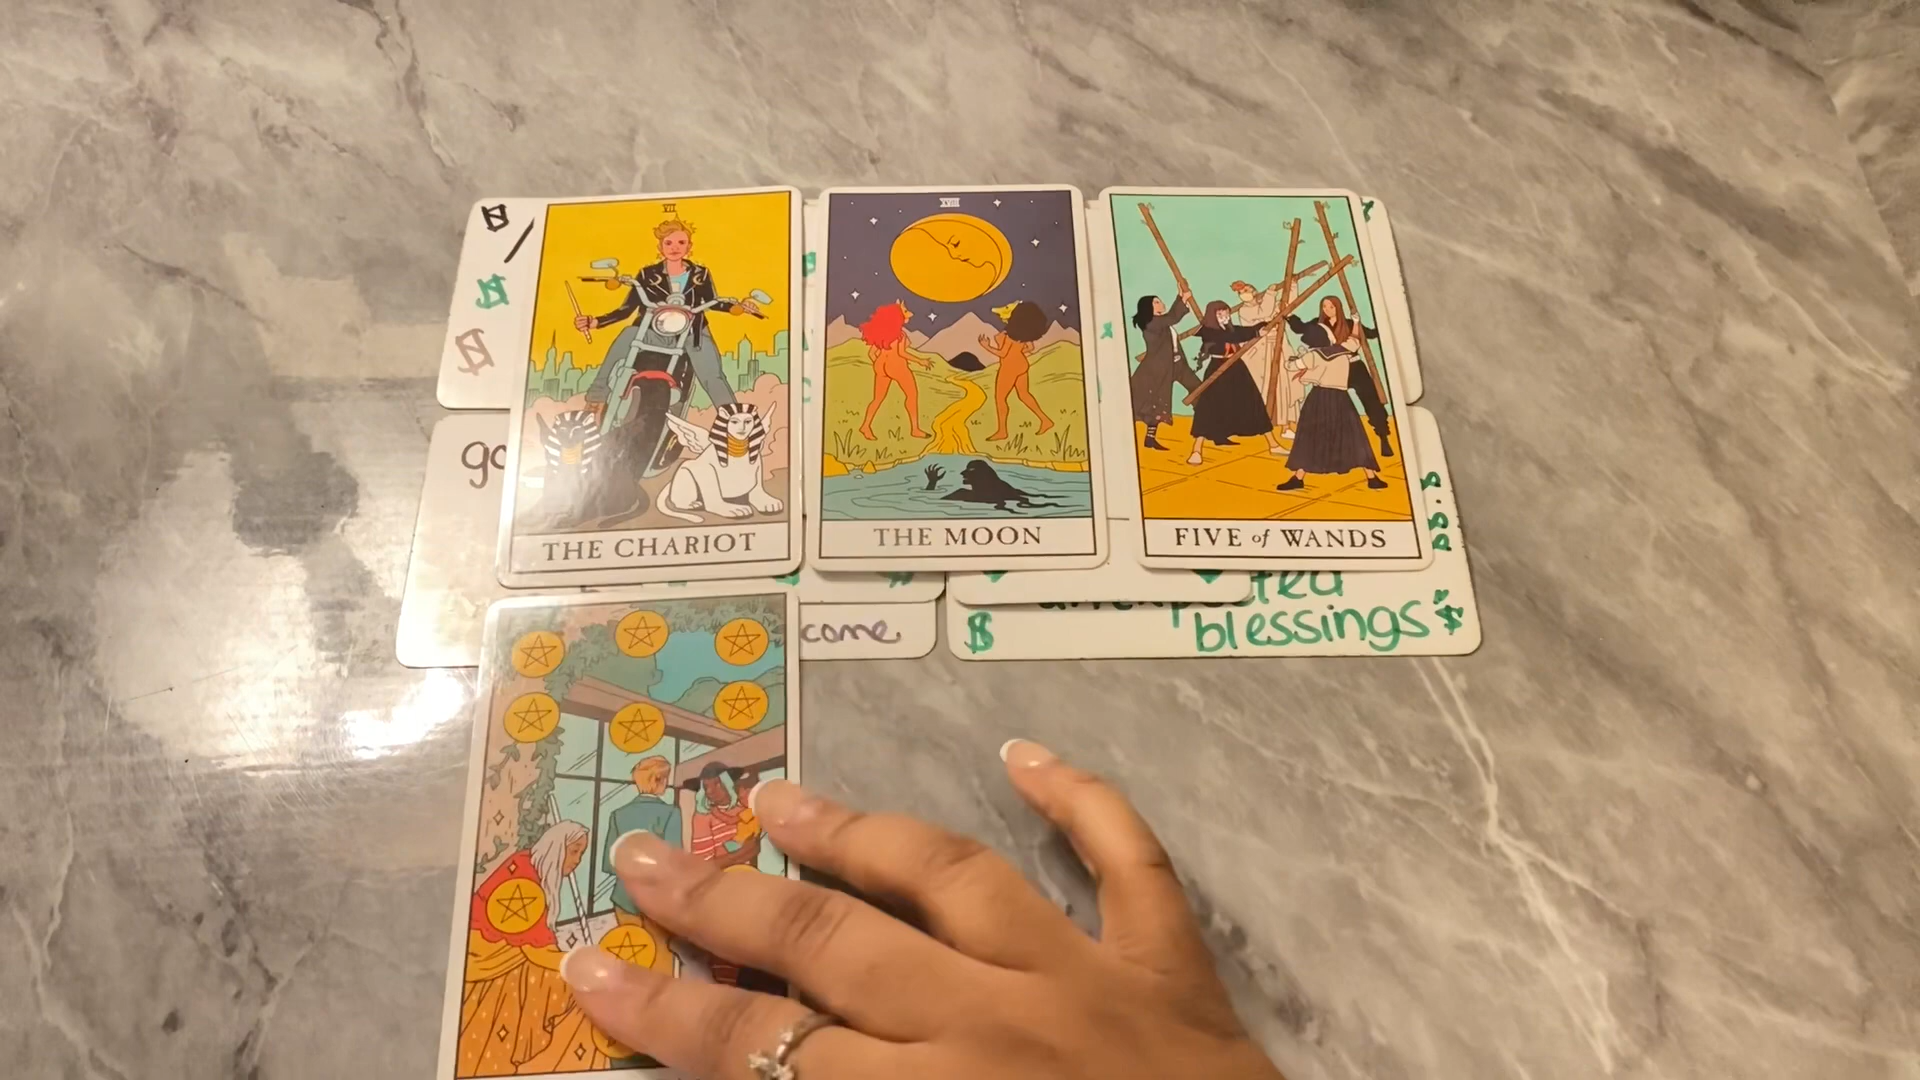 VII
XVIII
THE CHARIOT
THE MOON
FIVE of WANDS
go
come
blessings